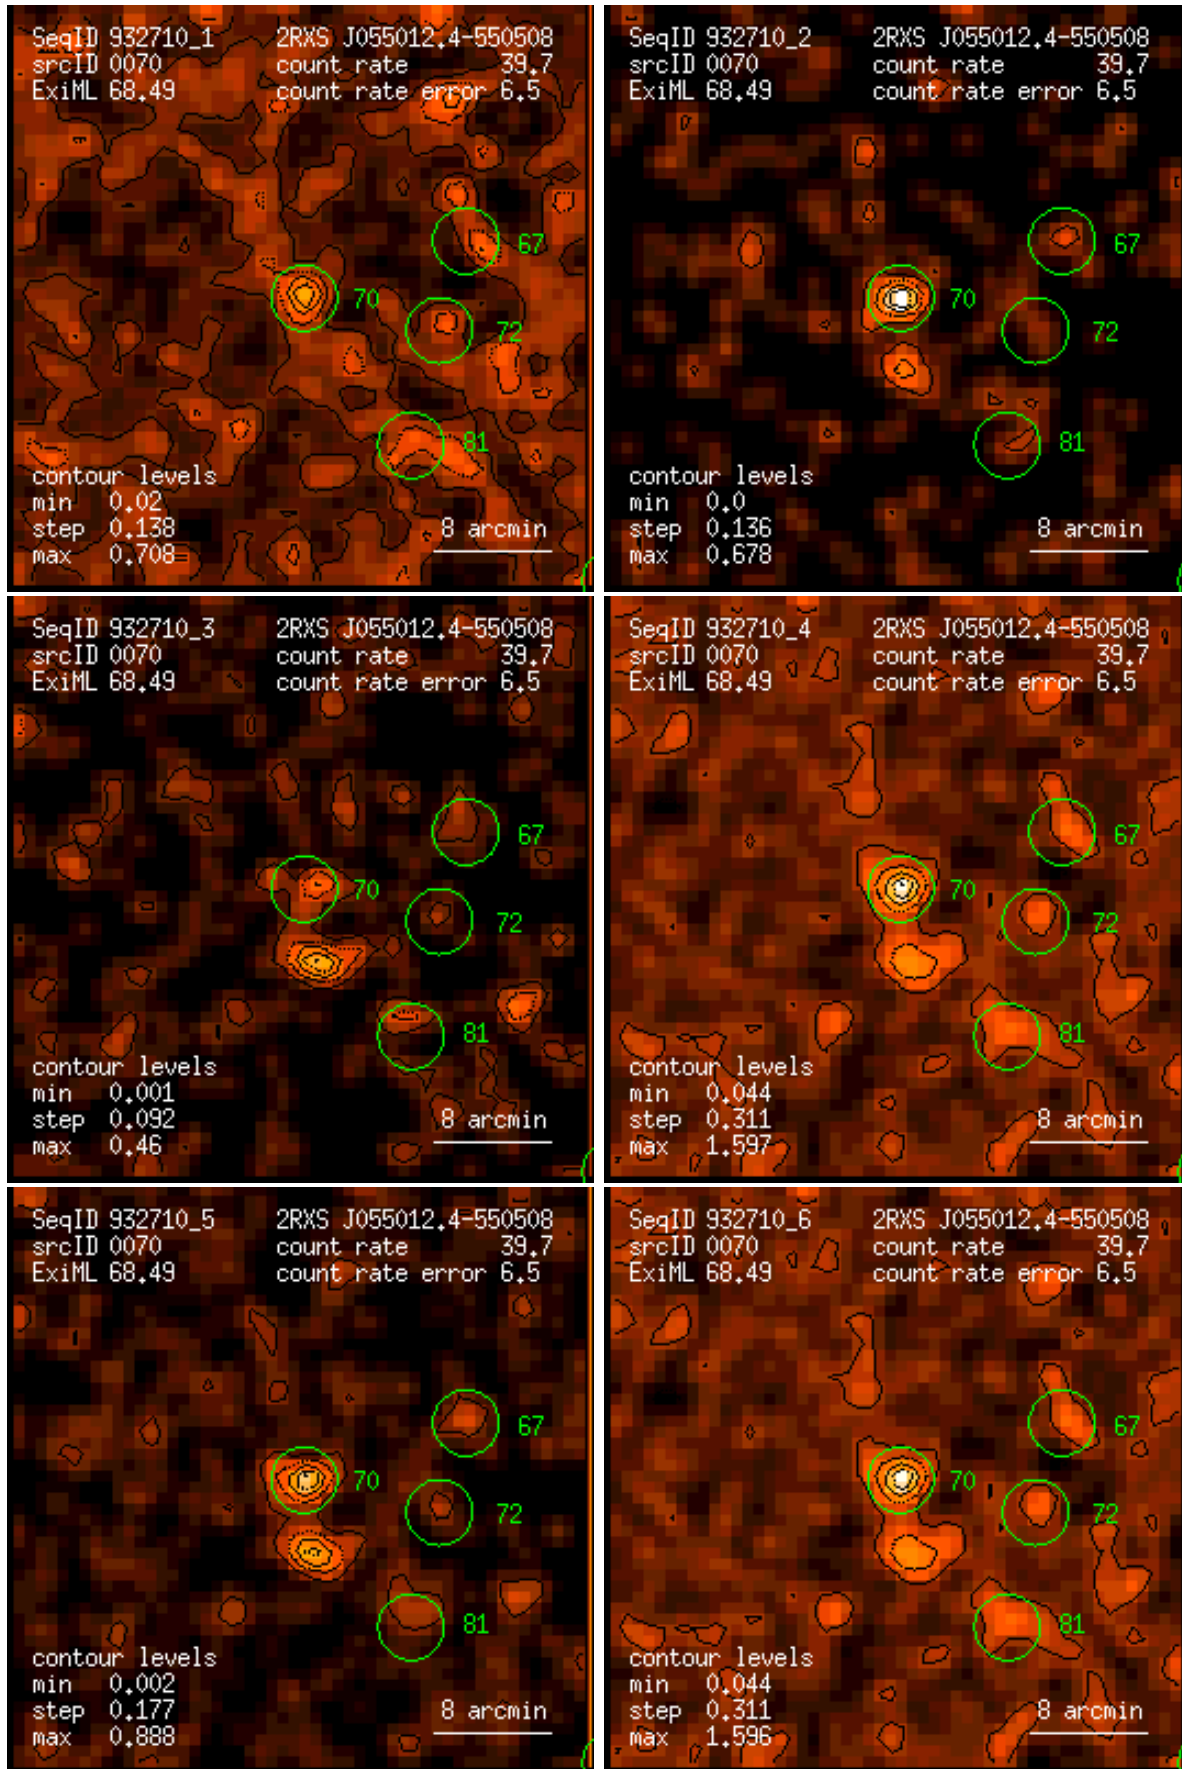 SeqID 932710_1 2RXS J055012.4-550508
srcID 0070 count rate 39.7
ExiML 68.49 count rate error 6.5
67
70
72
81
contour levels
min 0.02
step 0.138 8 arcmin
max 0.708
SeqID 932710_2 2RXS J055012.4-550508
srcID 0070 count rate 39.7
ExiML 68.49 count rate error 6.5
67
70
72
81
contour levels
min 0.0
step 0.136 8 arcmin
max 0.678
SeqID 932710_3 2RXS J055012.4-550508
srcID 0070 count rate 39.7
ExiML 68.49 count rate error 6.5
67
70
72
81
contour levels
min 0.001
step 0.092 8 arcmin
max 0.46
SeqID 932710_4 2RXS J055012.4-550508
srcID 0070 count rate 39.7
ExiML 68.49 count rate error 6.5
67
70
72
81
contour levels
min 0.044
step 0.311 8 arcmin
max 1.597
SeqID 932710_5 2RXS J055012.4-550508
srcID 0070 count rate 39.7
ExiML 68.49 count rate error 6.5
67
70
72
81
contour levels
min 0.002
step 0.177 8 arcmin
max 0.888
SeqID 932710_6 2RXS J055012.4-550508
srcID 0070 count rate 39.7
ExiML 68.49 count rate error 6.5
67
70
72
81
contour levels
min 0.044
step 0.311 8 arcmin
max 1.596